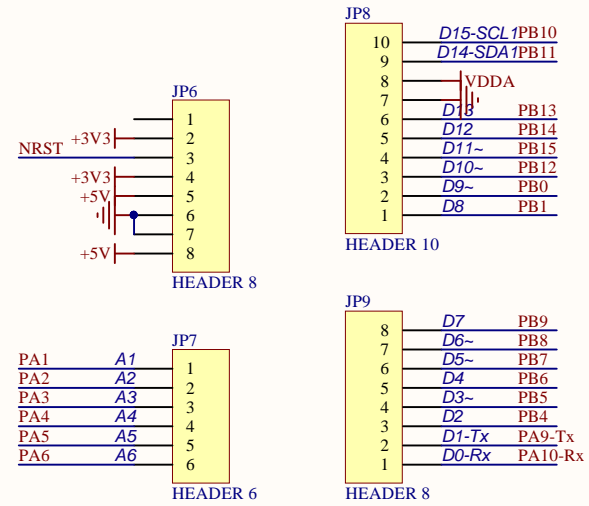 JP6
1
+3V3 2
NRST 3
+3V3 4
+5V 5
6
7
+5V 8
HEADER 8
JP8
10 D15-SCL1 PB10
9 D14-SDA1 PB11
8 VDDA
7
6 D13 PB13
5 D12 PB14
4 D11~ PB15
3 D10~ PB12
2 D9~ PB0
1 D8 PB1
HEADER 10
JP7
PA1 A1 1
PA2 A2 2
PA3 A3 3
PA4 A4 4
PA5 A5 5
PA6 A6 6
HEADER 6
JP9
8 D7 PB9
7 D6~ PB8
6 D5~ PB7
5 D4 PB6
4 D3~ PB5
3 D2 PB4
2 D1-Tx PA9-Tx
1 D0-Rx PA10-Rx
HEADER 8